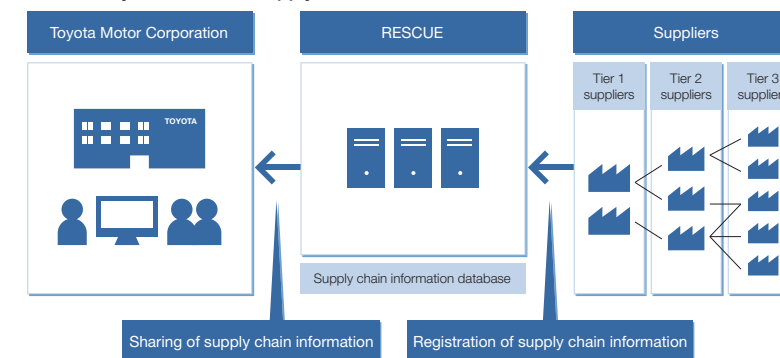 Toyota Motor Corporation
RESCUE
Suppliers
Tier 1
suppliers
Tier 2
suppliers
Tier 3
TOYOTA
Supply chain information database
Sharing of supply chain information
Registration of supply chain information